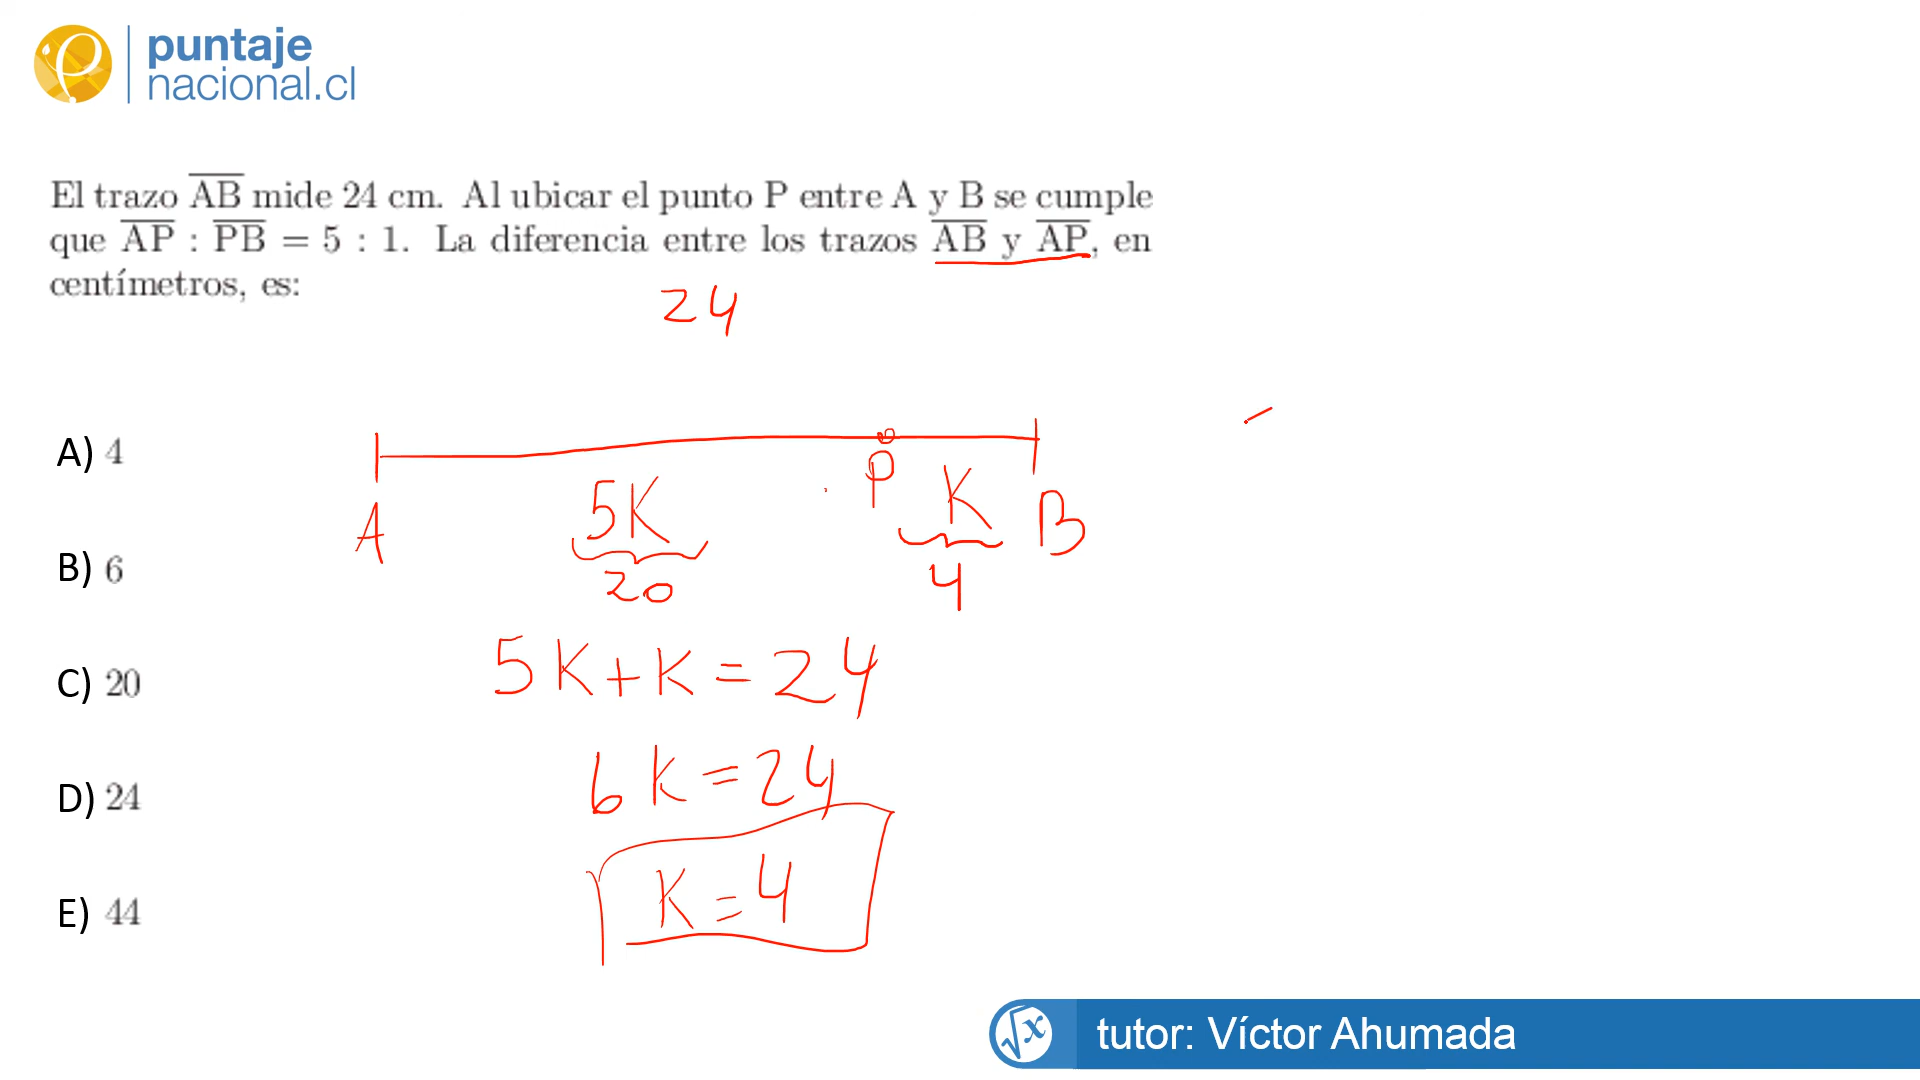 puntaje
nacional.cl
El trazo AB mide 24 cm. Al ubicar el punto P entre A y B se cumple
que AP : PB = 5 : 1. La diferencia entre los trazos AB y AP, en
centímetros, es:
24
A) 4
P
5K
K
A
B
B) 6
20
4
5K+K=24
C) 20
6K=24
D) 24
K=4
E) 44
√x
tutor: Víctor Ahumada